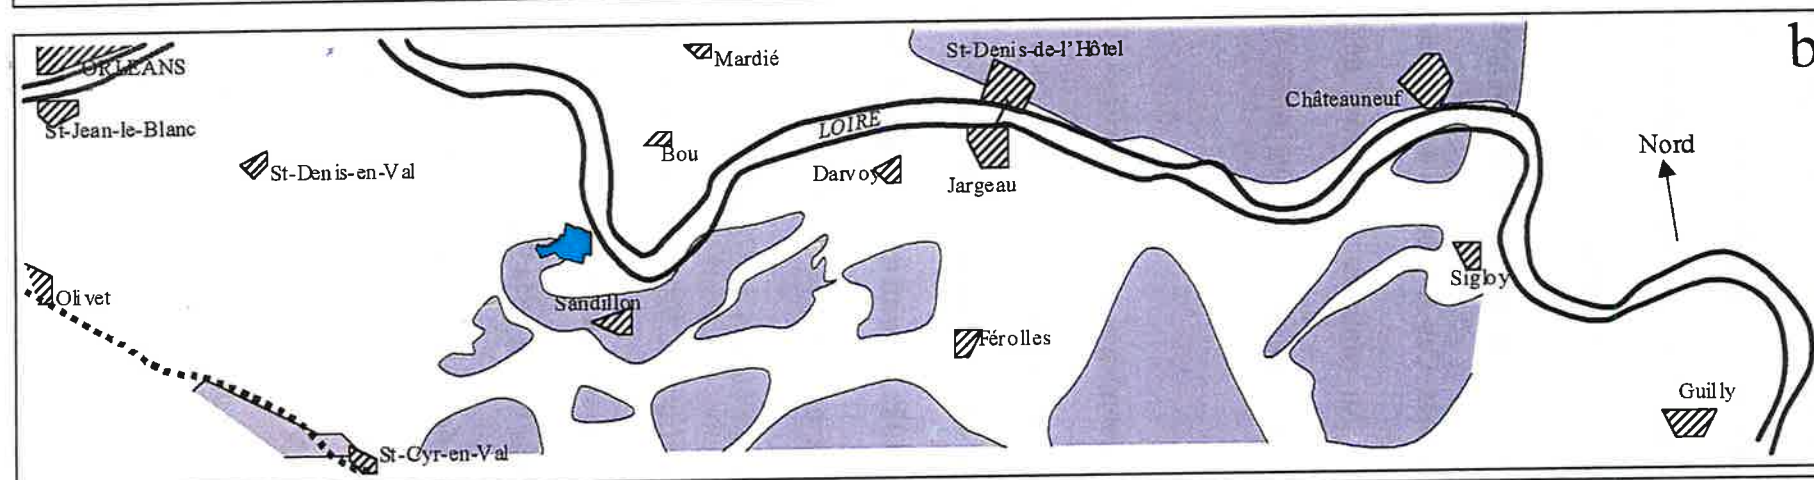 b
St-Denis-de-l'Hôtel
Mardié
ORLEANS
Châteauneuf
St-Jean-le-Blanc
LOIRE
Bou
Nord
St-Denis-en-Val
Darvoy
Jargeau
Sigloy
Olivet
Sandillon
Férolles
Guilly
St-Cyr-en-Val